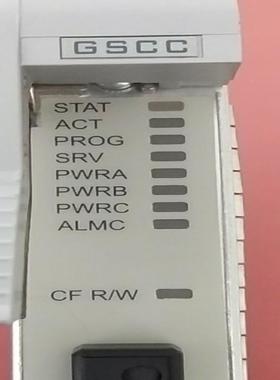 GSCC
STAT
ACT
PROG
SRV
PWRA
PWRB
PWRC
ALMC
CF R/W